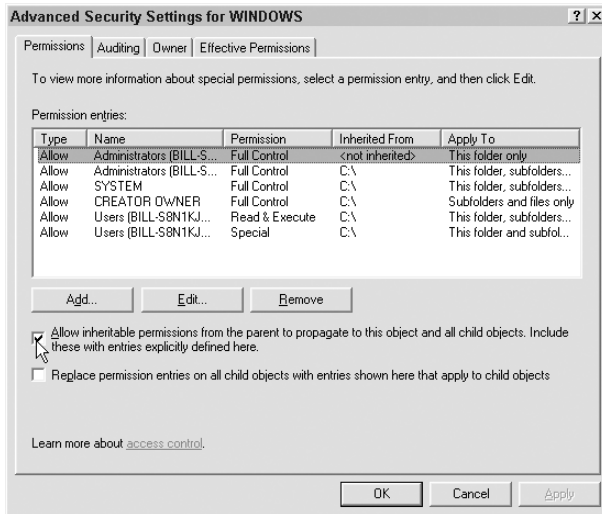 Advanced Security Settings for WINDOWS
Permissions Auditing Owner Effective Permissions
To view more information about special permissions, select a permission entry, and then click Edit.
Permission entries:
Type Name Permission Inherited From Apply To
Allow Administrators (BILL-S... Full Control <not inherited> This folder only
Allow Administrators (BILL-S... Full Control C:\ This folder, subfolders...
Allow SYSTEM Full Control C:\ This folder, subfolders...
Allow CREATOR OWNER Full Control C:\ Subfolders and files only
Allow Users (BILL-S8N1KJ... Read & Execute C:\ This folder, subfolders...
Allow Users (BILL-S8N1KJ... Special C:\ This folder and subfol...
Add... Edit... Remove
Allow inheritable permissions from the parent to propagate to this object and all child objects. Include
these with entries explicitly defined here.
Replace permission entries on all child objects with entries shown here that apply to child objects
Learn more about access control.
OK Cancel Apply